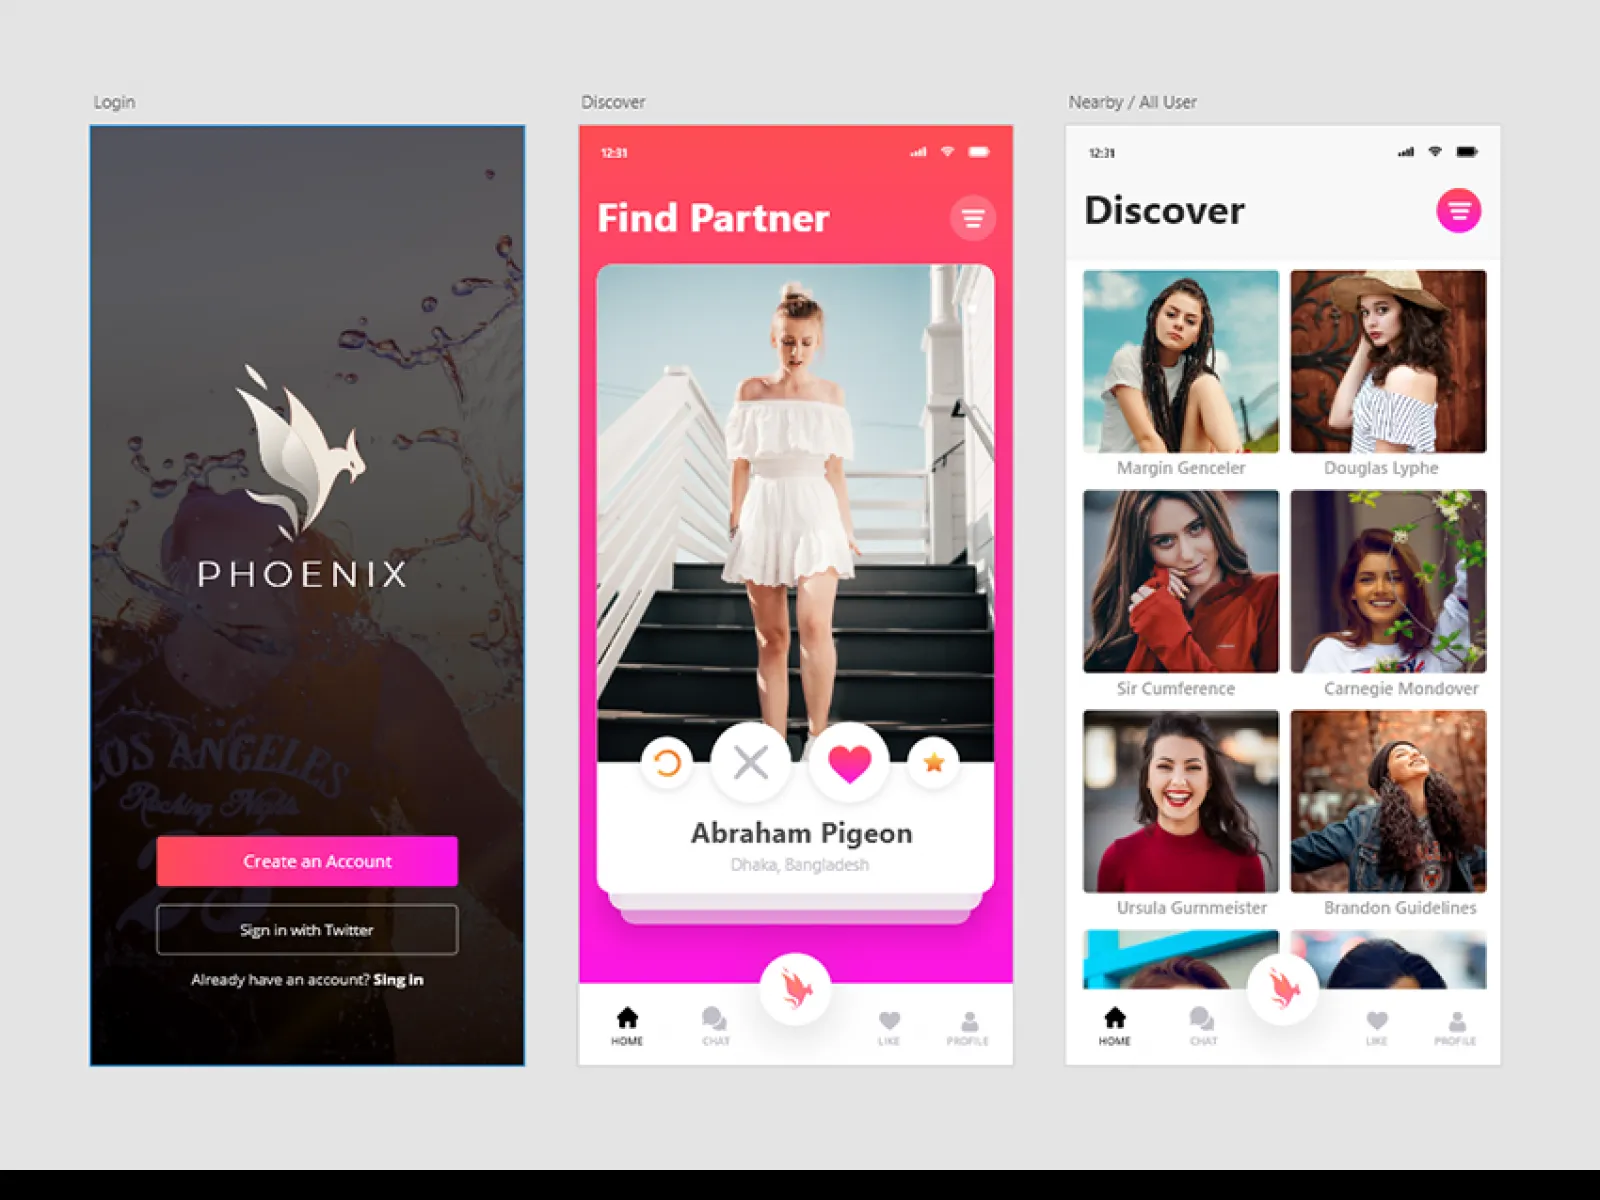 Login
PHOENIX
LOS ANGELES
Rocking Nights
Create an Account
Sign in with Twitter
Already have an account? Sing In
Discover
12:31
Find Partner
Abraham Pigeon
Dhaka, Bangladesh
HOME
CHAT
LIKE
PROFILE
Nearby / All User
12:31
Discover
Margin Genceler
Douglas Lyphe
Sir Cumference
Carnegie Mondover
Ursula Gurnmeister
Brandon Guidelines
HOME
CHAT
LIKE
PROFILE